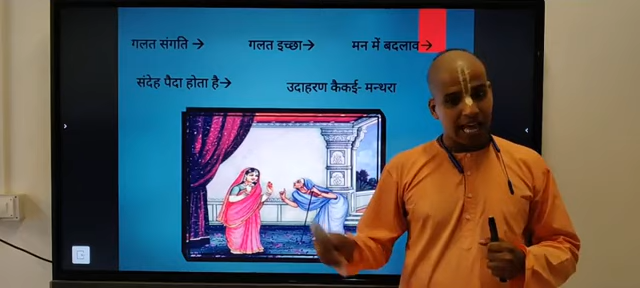 गलत संगति → गलत इच्छा→ मन में बदलाव→
संदेह पैदा होता है→ उदाहरण कैकई- मन्थरा